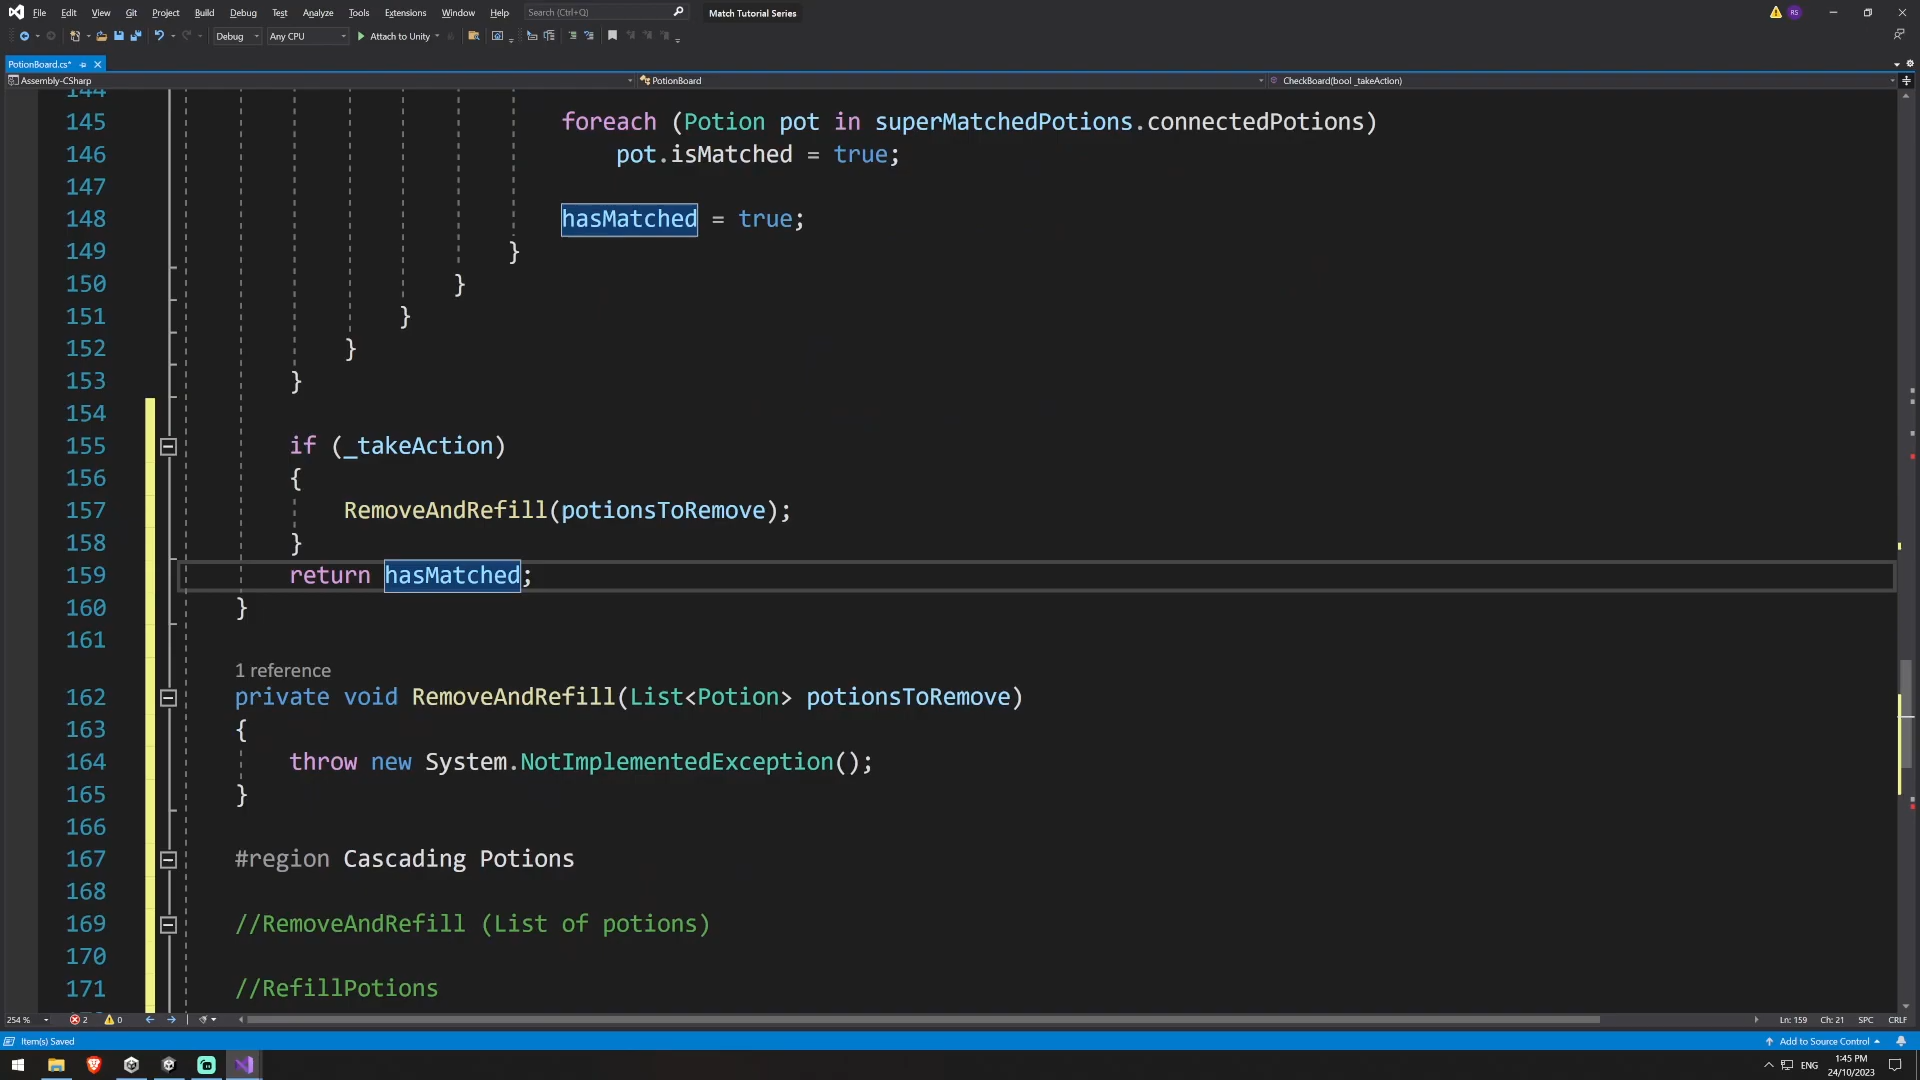 File Edit View Git Project Build Debug Test Analyze Tools Extensions Window Help Search (Ctrl+Q) Match Tutorial Series RS
Debug Any CPU Attach to Unity
PotionBoard.cs*
Assembly-CSharp PotionBoard CheckBoard(bool _takeAction)
144
145 foreach (Potion pot in superMatchedPotions.connectedPotions)
146 pot.isMatched = true;
147
148 hasMatched = true;
149 }
150 }
151 }
152 }
153 }
154
155 if (_takeAction)
156 {
157 RemoveAndRefill(potionsToRemove);
158 }
159 return hasMatched;
160 }
161
1 reference
162 private void RemoveAndRefill(List<Potion> potionsToRemove)
163 {
164 throw new System.NotImplementedException();
165 }
166
167 #region Cascading Potions
168
169 //RemoveAndRefill (List of potions)
170
171 //RefillPotions
254 % 2 0 Ln: 159 Ch: 21 SPC CRLF
Item(s) Saved Add to Source Control
ENG 1:45 PM
24/10/2023